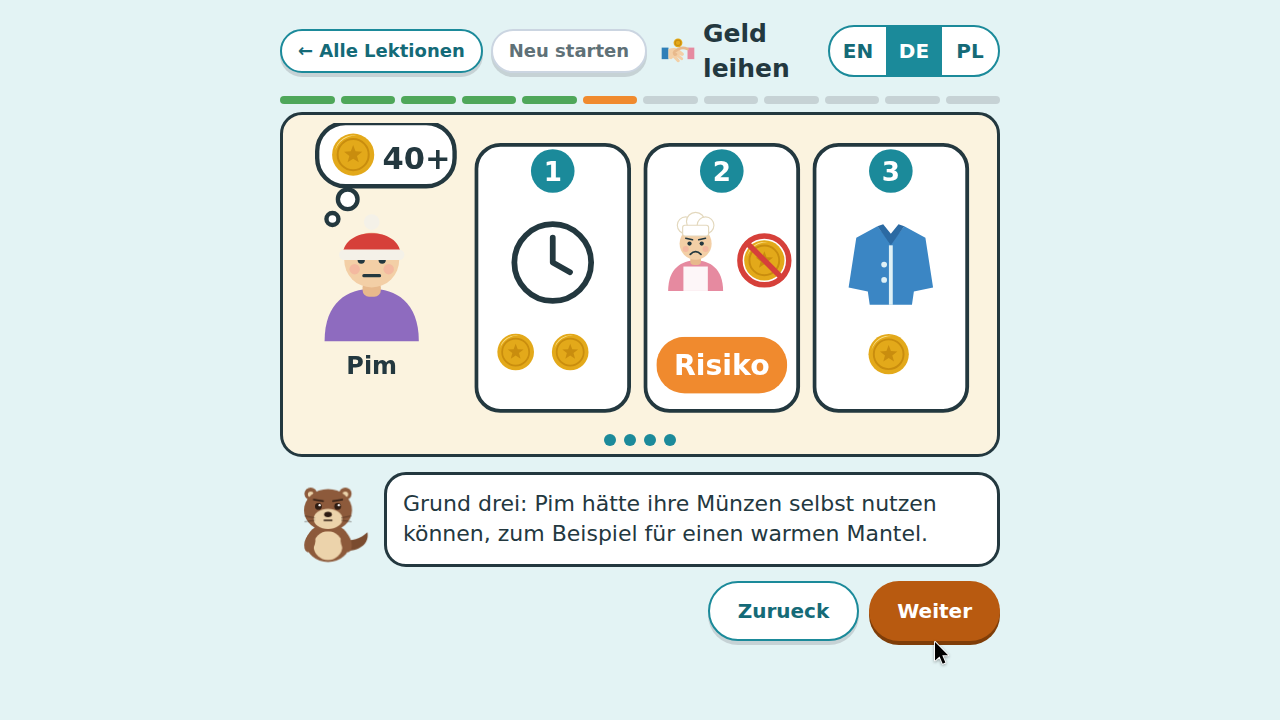 ← Alle Lektionen
Neu starten
Geld
leihen
EN DE PL
40+
Pim
1
2
Risiko
3
Grund drei: Pim hätte ihre Münzen selbst nutzen
können, zum Beispiel für einen warmen Mantel.
Zurueck
Weiter